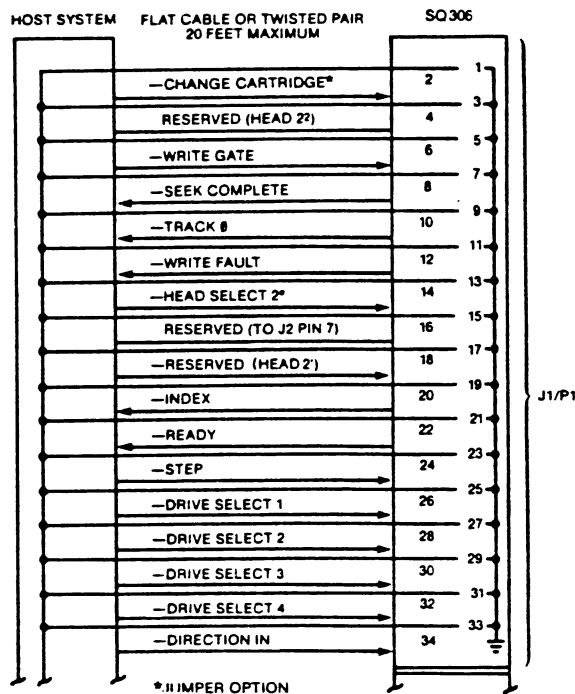 HOST SYSTEM
FLAT CABLE OR TWISTED PAIR
20 FEET MAXIMUM
SQ306
1
—CHANGE CARTRIDGE*
2
3
RESERVED (HEAD 2²)
4
5
—WRITE GATE
6
7
—SEEK COMPLETE
8
9
—TRACK 0
10
11
—WRITE FAULT
12
13
—HEAD SELECT 2⁰
14
15
RESERVED (TO J2 PIN 7)
16
17
—RESERVED (HEAD 2¹)
18
19
—INDEX
20
J1/P1
21
—READY
22
23
—STEP
24
25
—DRIVE SELECT 1
26
27
—DRIVE SELECT 2
28
29
—DRIVE SELECT 3
30
31
—DRIVE SELECT 4
32
33
—DIRECTION IN
34
*JUMPER OPTION